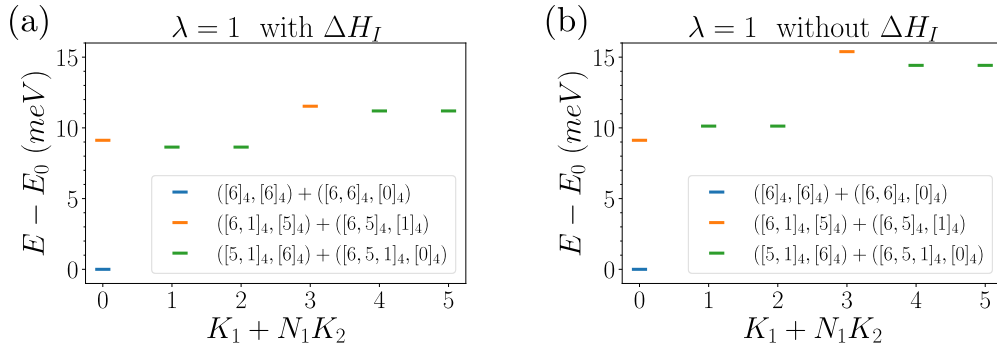 (a)
λ = 1 with ΔH_I
E − E_0 (meV)
15
10
5
0
([6]_4, [6]_4) + ([6, 6]_4, [0]_4)
([6, 1]_4, [5]_4) + ([6, 5]_4, [1]_4)
([5, 1]_4, [6]_4) + ([6, 5, 1]_4, [0]_4)
0 1 2 3 4 5
K_1 + N_1K_2
(b)
λ = 1 without ΔH_I
E − E_0 (meV)
15
10
5
0
([6]_4, [6]_4) + ([6, 6]_4, [0]_4)
([6, 1]_4, [5]_4) + ([6, 5]_4, [1]_4)
([5, 1]_4, [6]_4) + ([6, 5, 1]_4, [0]_4)
0 1 2 3 4 5
K_1 + N_1K_2